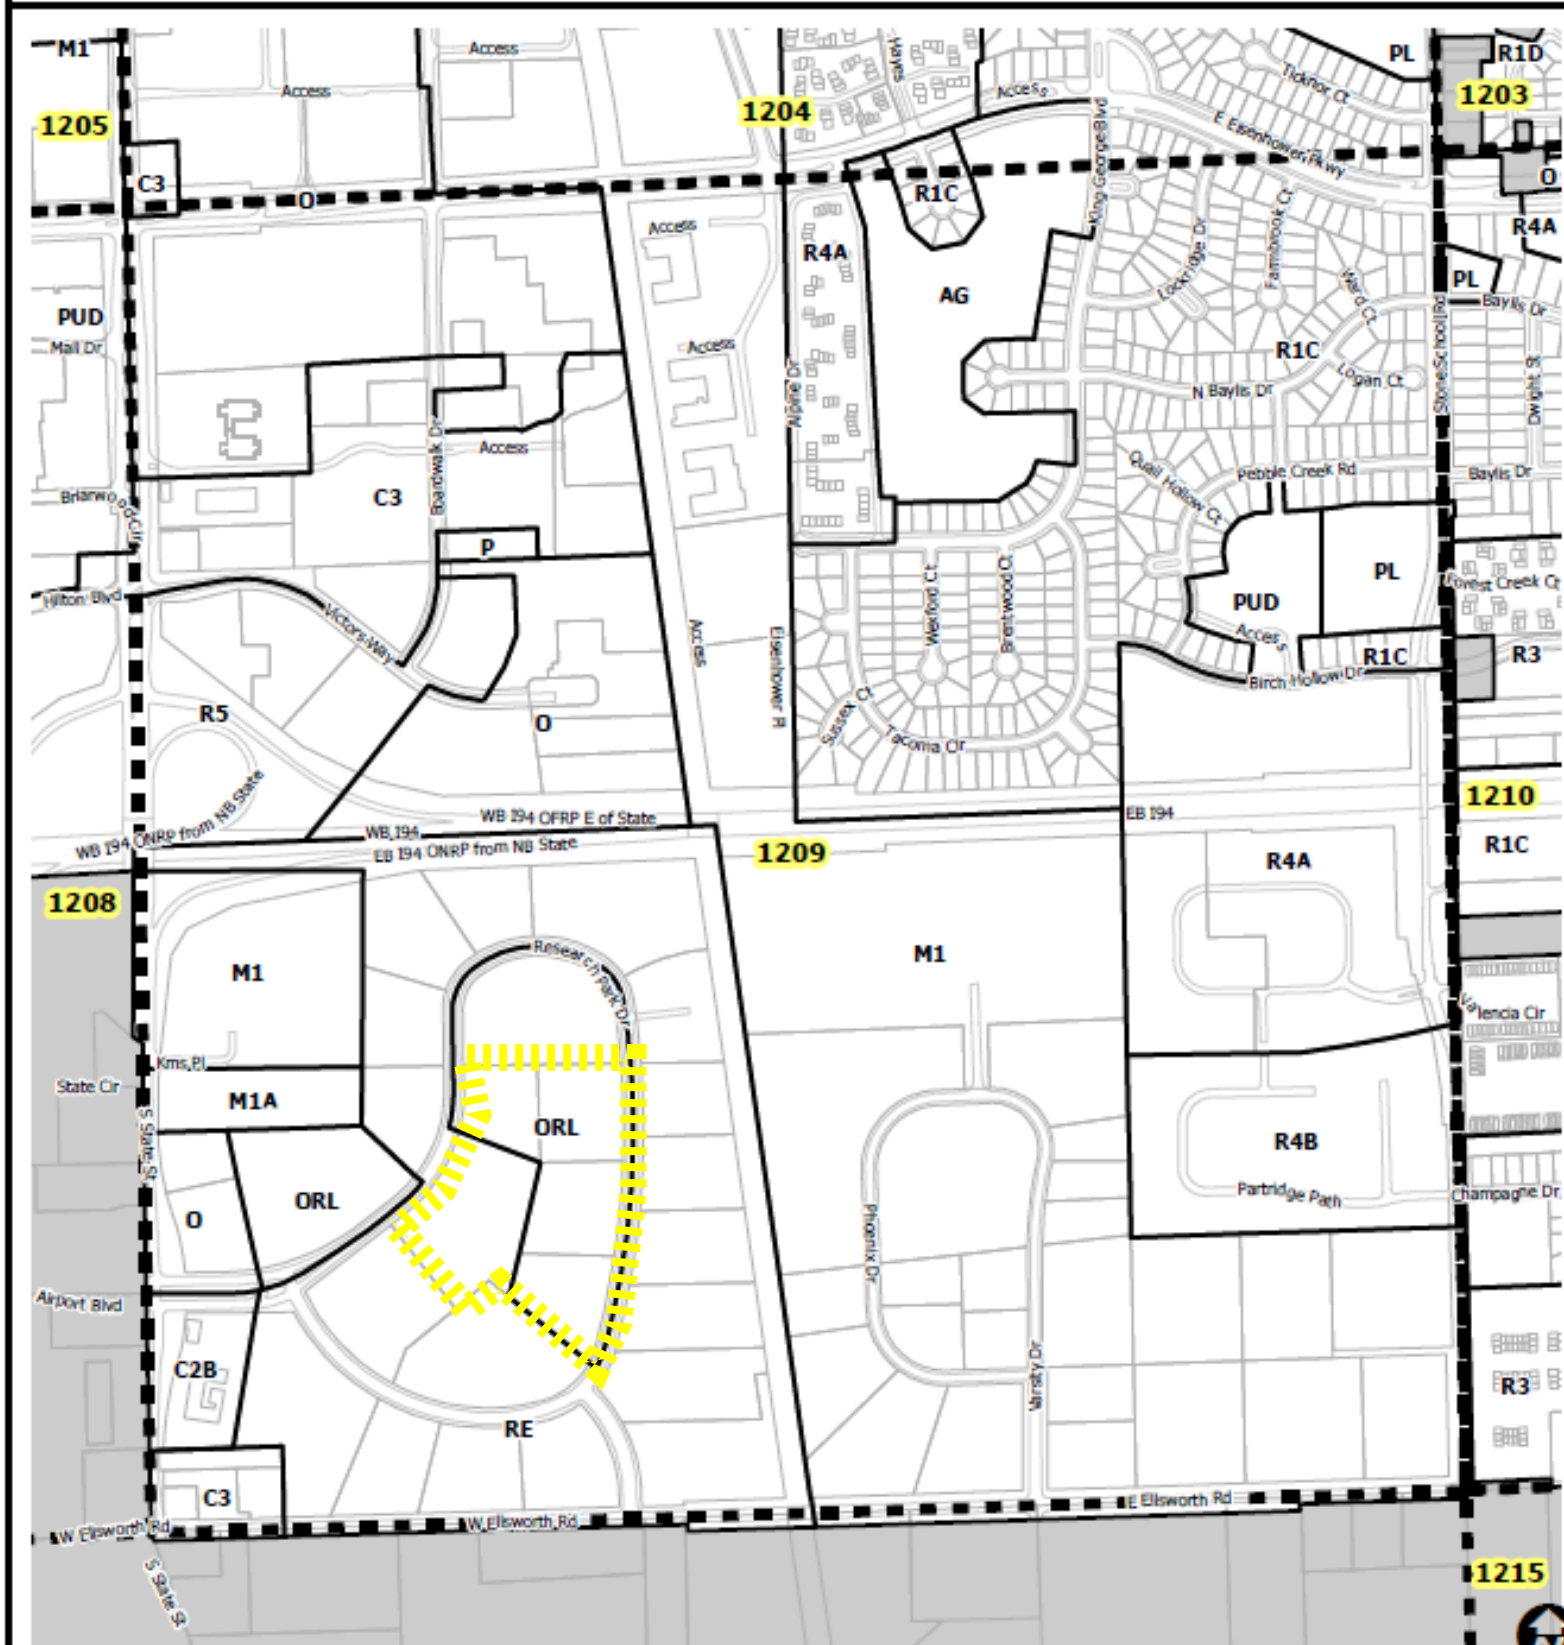 M1
Access
Hayes
PL
R1D
Access
Access
Ticknor Ct
1203
1205
1204
E Eisenhower Pkwy
King George Blvd
C3
O
R1C
O
R4A
Access
R4A
Lockridge Dr
Farmbrook Ct
PL
AG
Ward Ct
Baylis Dr
PUD
Mall Dr
Access
Alpine Dr
R1C
Logan Ct
N Baylis Dr
Stone School Rd
Dwight St
Boardwalk Dr
Access
Quail Hollow Ct
Pebble Creek Rd
Baylis Dr
Briarwood Cir
C3
P
PL
Forest Creek Ct
Hilton Blvd
Victors Way
Wexford Ct
Brentwood Ct
PUD
Access
Access
Eisenhower Pl
R1C
R3
Birch Hollow Dr
R5
O
Sussex Ct
Tacoma Cir
1210
WB I94 ONRP from NB State
WB I94 OFRP E of State
WB I94
EB I94 ONRP from NB State
EB I94
1209
R4A
R1C
1208
M1
Research Park Dr
M1
Valencia Cir
Kms Pl
State Cir
M1A
S State St
ORL
R4B
ORL
O
Partridge Path
Champagne Dr
Phoenix Dr
Airport Blvd
C2B
Varsity Dr
R3
RE
C3
W Ellsworth Rd
W Ellsworth Rd
E Ellsworth Rd
S State St
1215